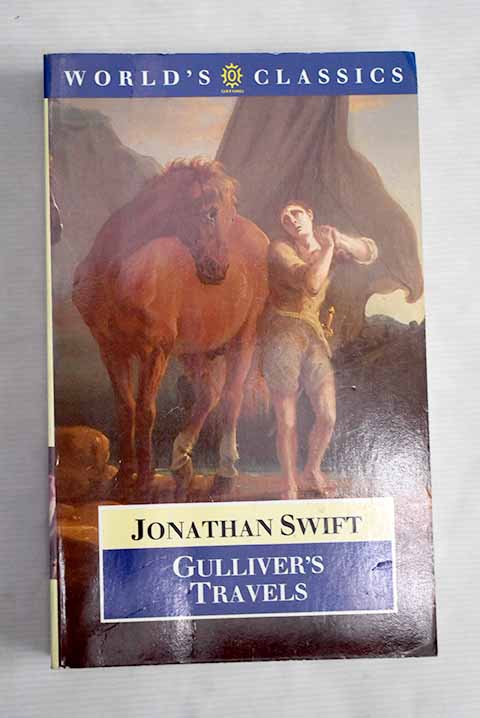 WORLD'S CLASSICS
JONATHAN SWIFT
GULLIVER'S
TRAVELS